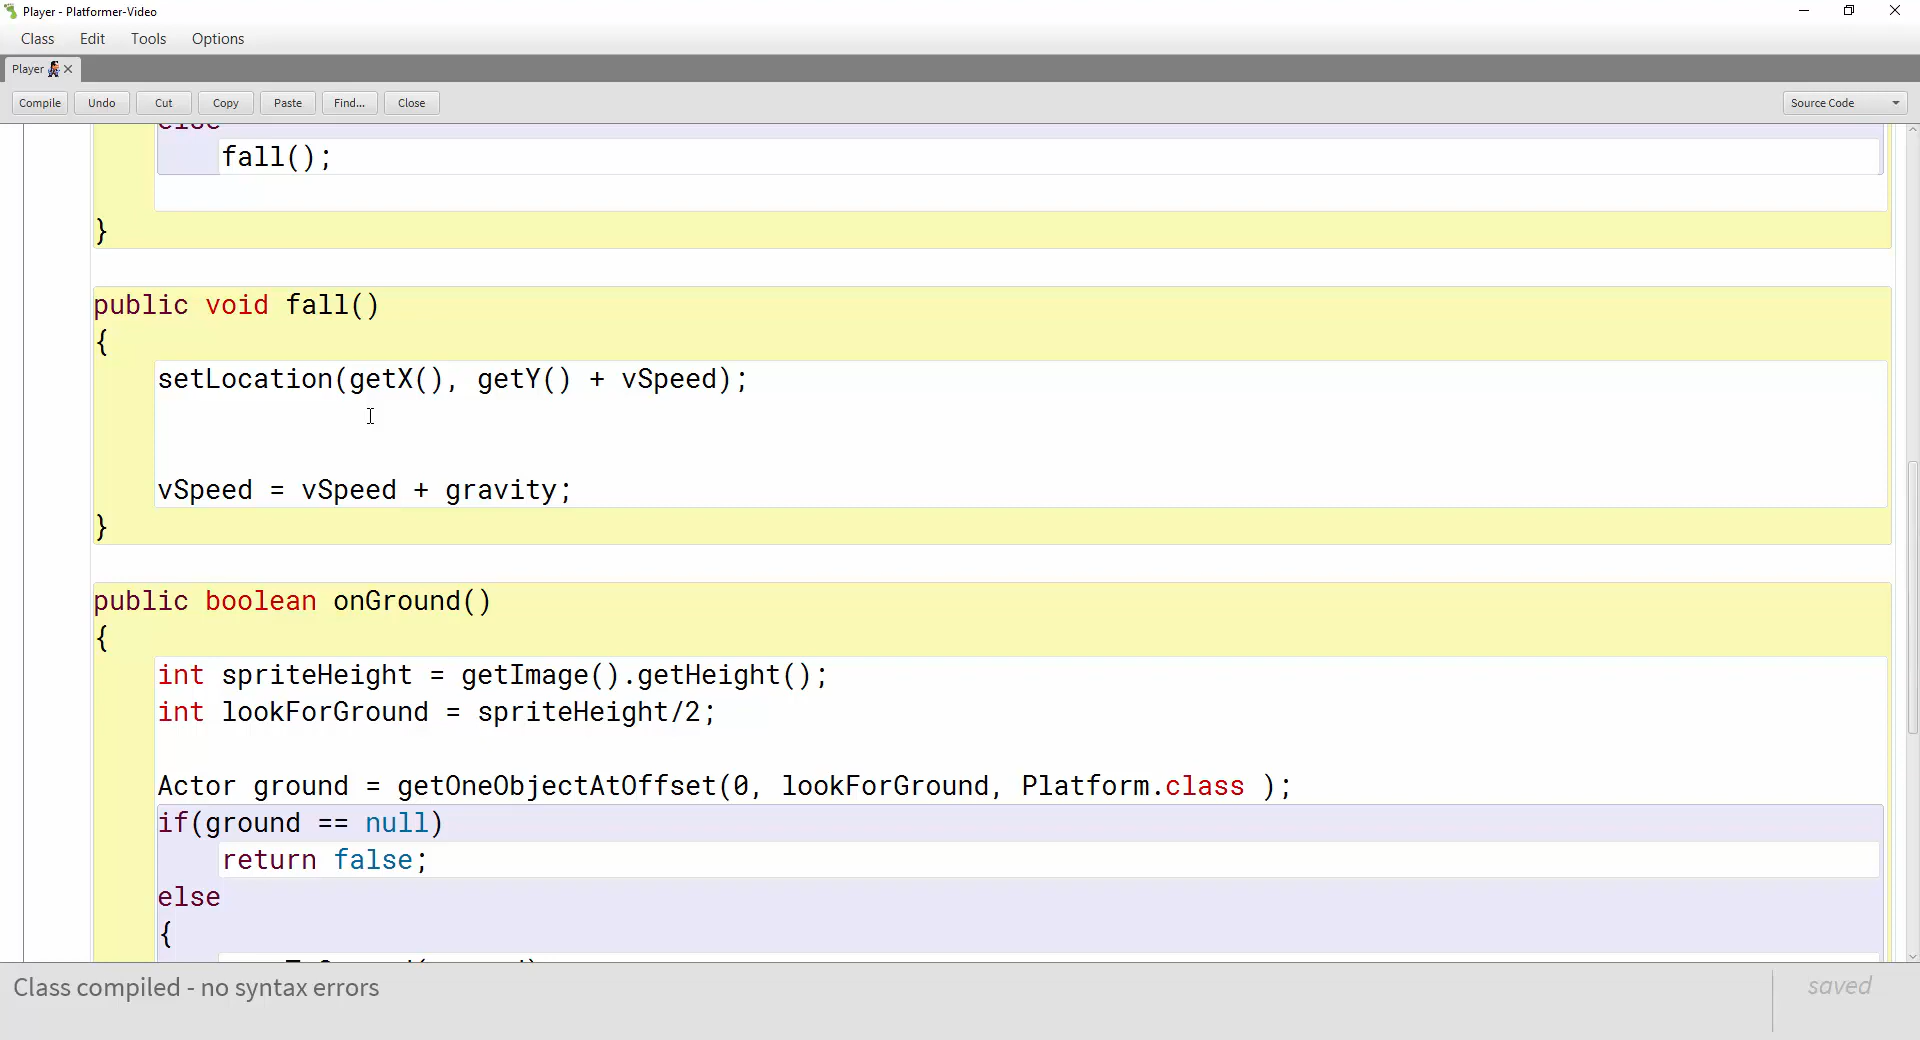 Player - Platformer-Video
Class Edit Tools Options
Player
Compile Undo Cut Copy Paste Find... Close Source Code
else
fall();
}
public void fall()
{
setLocation(getX(), getY() + vSpeed);
vSpeed = vSpeed + gravity;
}
public boolean onGround()
{
int spriteHeight = getImage().getHeight();
int lookForGround = spriteHeight/2;
Actor ground = getOneObjectAtOffset(0, lookForGround, Platform.class );
if(ground == null)
return false;
else
{
Class compiled - no syntax errors
saved